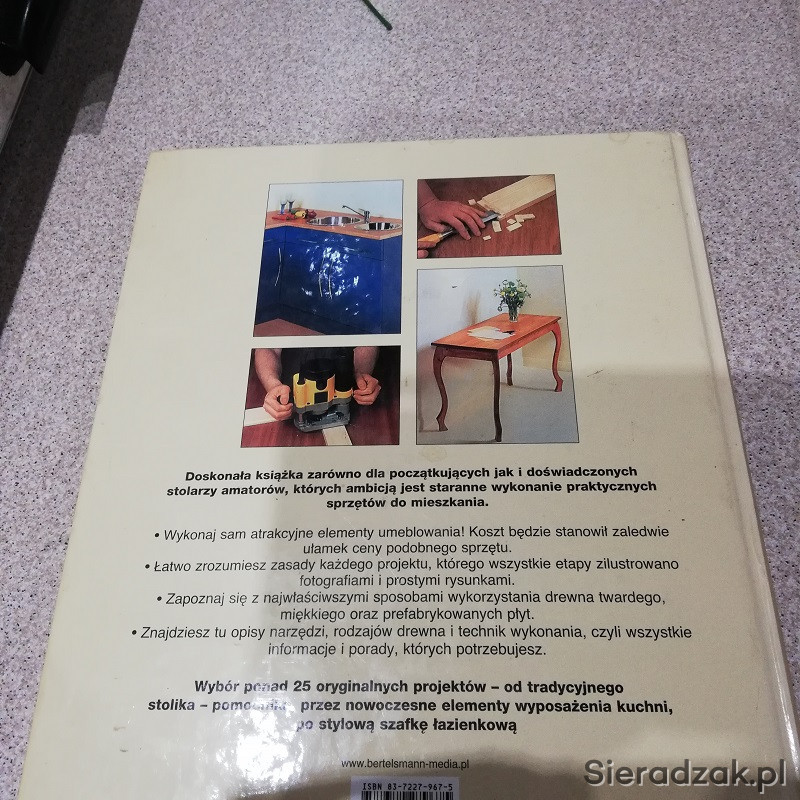 Doskonała książka zarówno dla początkujących jak i doświadczonych
stolarzy amatorów, których ambicją jest staranne wykonanie praktycznych
sprzętów do mieszkania.
• Wykonaj sam atrakcyjne elementy umeblowania! Koszt będzie stanowił zaledwie
ułamek ceny podobnego sprzętu.
• Łatwo zrozumiesz zasady każdego projektu, którego wszystkie etapy zilustrowano
fotografiami i prostymi rysunkami.
• Zapoznaj się z najwłaściwszymi sposobami wykorzystania drewna twardego,
miękkiego oraz prefabrykowanych płyt.
• Znajdziesz tu opisy narzędzi, rodzajów drewna i technik wykonania, czyli wszystkie
informacje i porady, których potrzebujesz.
Wybór ponad 25 oryginalnych projektów – od tradycyjnego
stolika – pomocnika przez nowoczesne elementy wyposażenia kuchni,
po stylową szafkę łazienkową
www.bertelsmann-media.pl
ISBN 83-7227-967-5
Sieradzak.pl